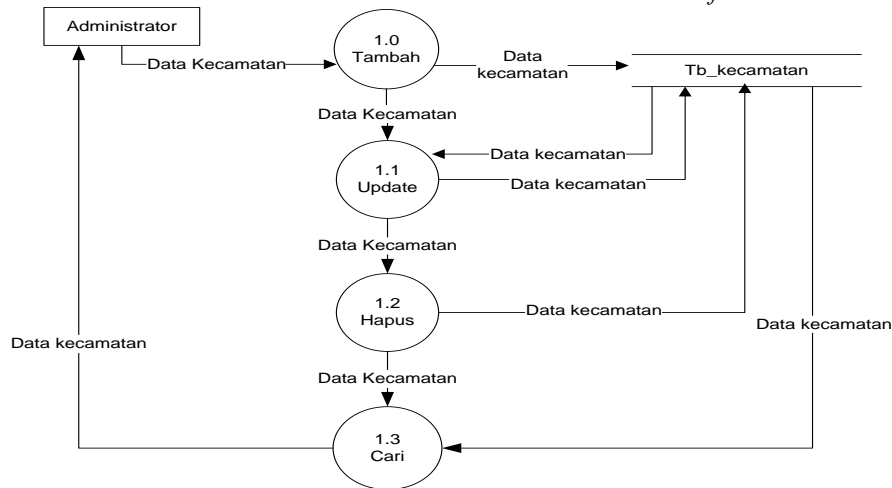 f
Administrator
1.0
Tambah
Data Kecamatan
Data
kecamatan
Tb_kecamatan
Data Kecamatan
Data kecamatan
1.1
Update
Data kecamatan
Data Kecamatan
1.2
Hapus
Data kecamatan
Data kecamatan
Data kecamatan
Data Kecamatan
1.3
Cari